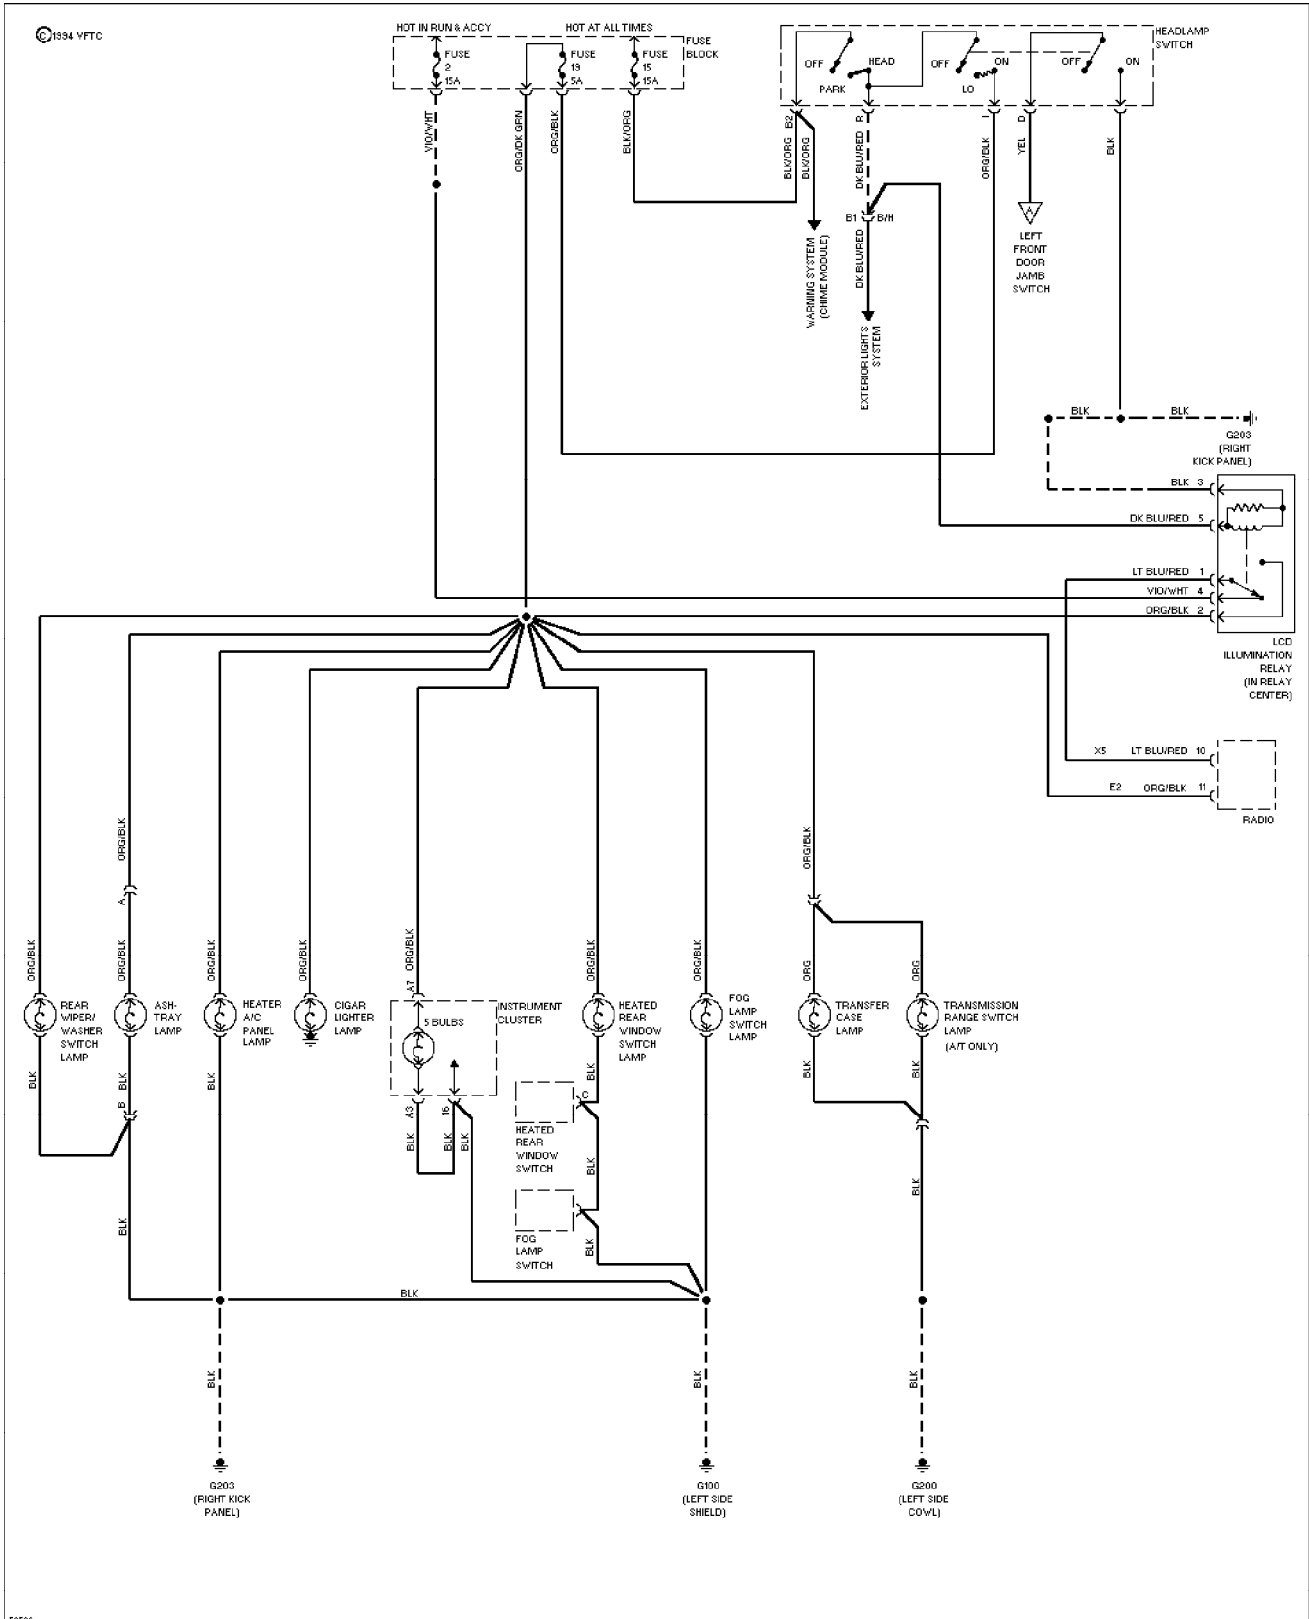 © 1994 VFTC
HOT IN RUN & ACCY
HOT AT ALL TIMES
FUSE
2
15A
FUSE
19
5A
FUSE
15
15A
FUSE
BLOCK
OFF
HEAD
PARK
OFF
ON
LO
OFF
ON
HEADLAMP
SWITCH
VIO/WHT
ORG/DK GRN
ORG/BLK
BLK/ORG
B2
BLK/ORG
BLK/ORG
R
DK BLU/RED
I
ORG/BLK
D
YEL
BLK
A
LEFT
FRONT
DOOR
JAMB
SWITCH
WARNING SYSTEM
(CHIME MODULE)
B1
B/H
DK BLU/RED
EXTERIOR LIGHTS
SYSTEM
BLK
BLK
G203
(RIGHT
KICK PANEL)
BLK 3
DK BLU/RED 5
LT BLU/RED 1
VIO/WHT 4
ORG/BLK 2
LCD
ILLUMINATION
RELAY
(IN RELAY
CENTER)
X5 LT BLU/RED 10
E2 ORG/BLK 11
RADIO
ORG/BLK
A
ORG/BLK
ORG/BLK
ORG/BLK
ORG/BLK
ORG/BLK
ORG/BLK
A7
ORG/BLK
ORG/BLK
ORG/BLK
ORG
ORG
REAR
WIPER/
WASHER
SWITCH
LAMP
ASH-
TRAY
LAMP
HEATER
A/C
PANEL
LAMP
CIGAR
LIGHTER
LAMP
5 BULBS
INSTRUMENT
CLUSTER
HEATED
REAR
WINDOW
SWITCH
LAMP
FOG
LAMP
SWITCH
LAMP
TRANSFER
CASE
LAMP
TRANSMISSION
RANGE SWITCH
LAMP
(A/T ONLY)
BLK
BLK
B
BLK
A3
16
BLK
BLK
BLK
BLK
C
HEATED
REAR
WINDOW
SWITCH
BLK
BLK
BLK
BLK
BLK
FOG
LAMP
SWITCH
BLK
BLK
BLK
BLK
BLK
G203
(RIGHT KICK
PANEL)
G100
(LEFT SIDE
SHIELD)
G200
(LEFT SIDE
COWL)